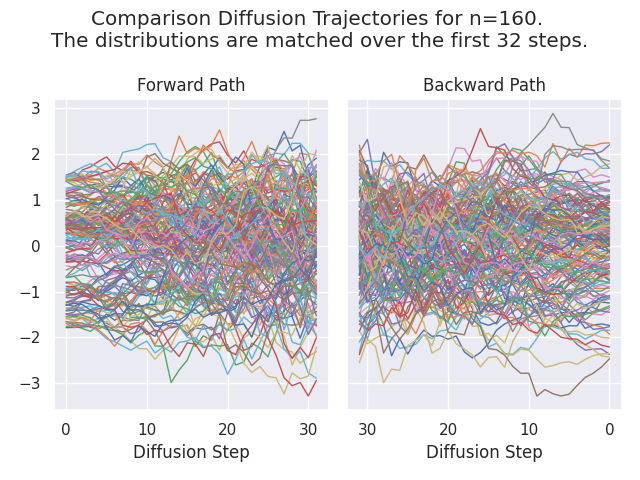 Comparison Diffusion Trajectories for n=160.
The distributions are matched over the first 32 steps.
Forward Path
Backward Path
3
2
1
0
−1
−2
−3
0 10 20 30
30 20 10 0
Diffusion Step
Diffusion Step